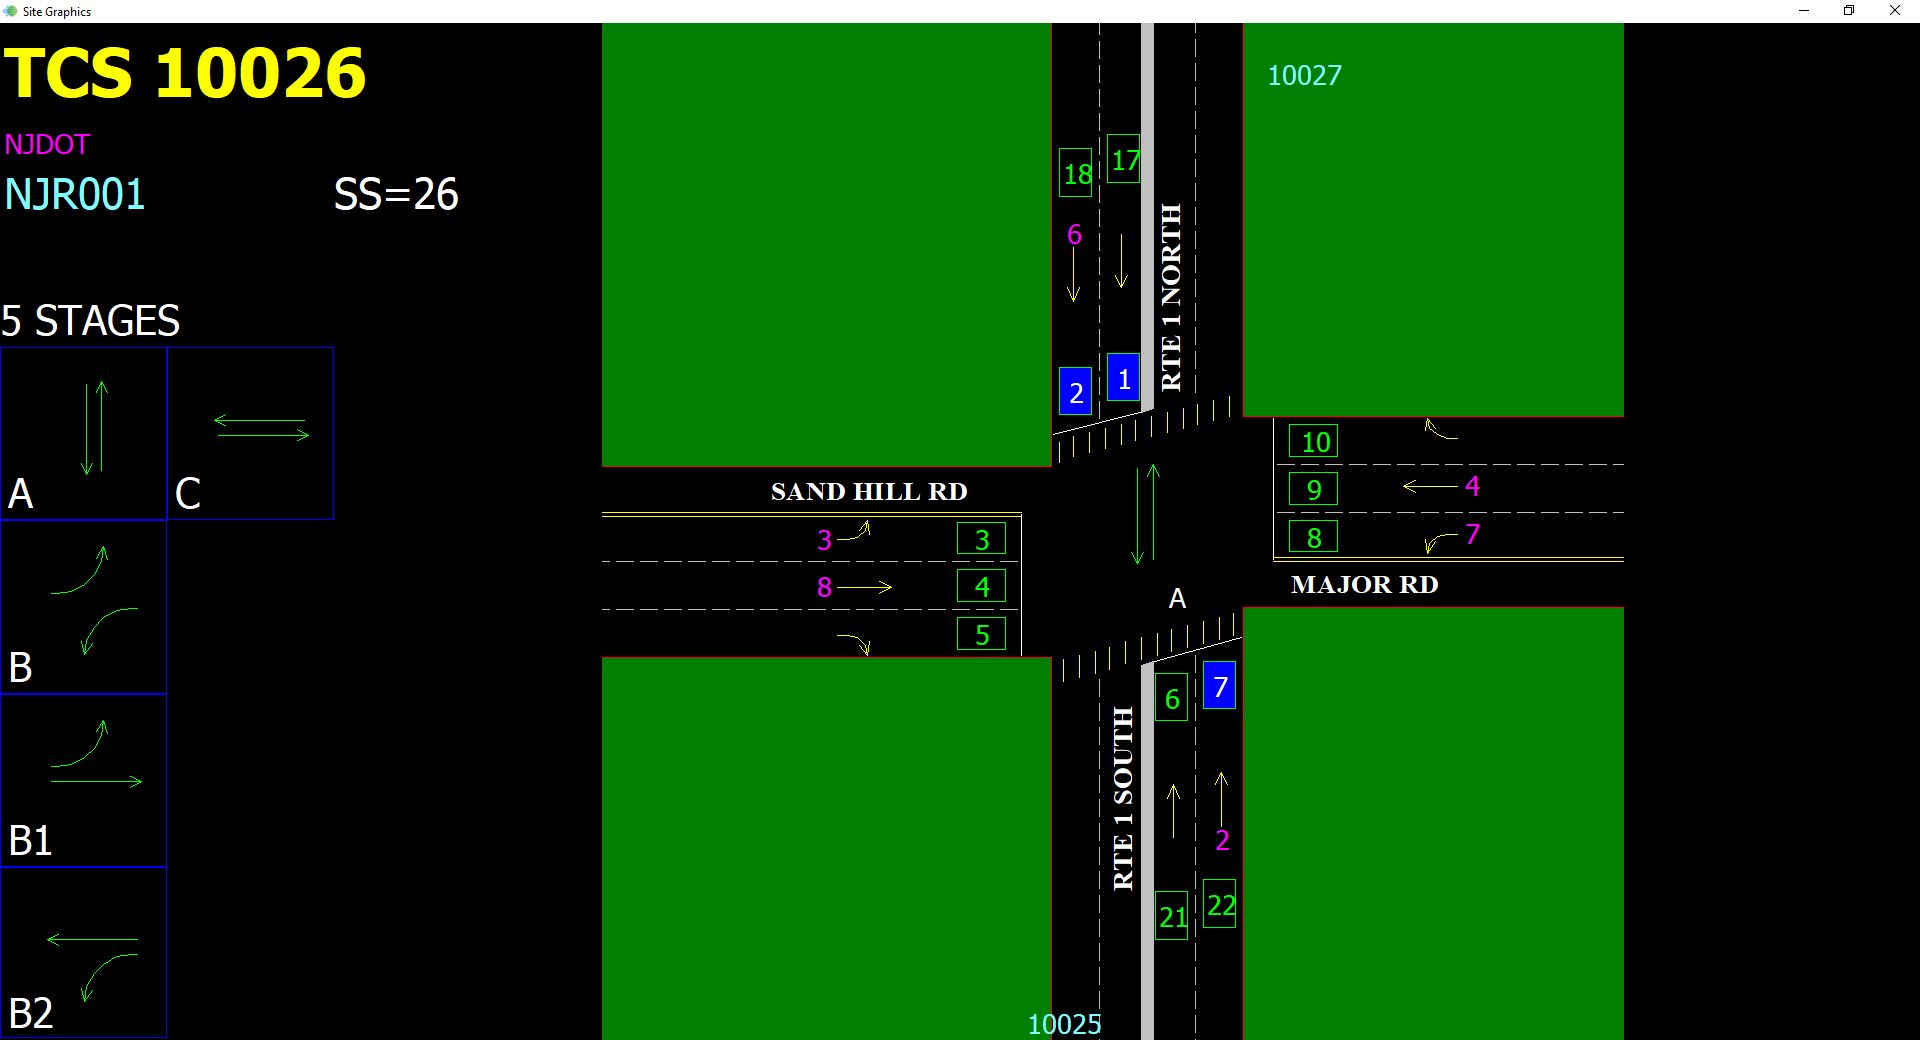 Site Graphics
TCS 10026
NJDOT
NJR001 SS=26
5 STAGES
A
C
B
B1
B2
10027
18
17
6
RTE 1 NORTH
2
1
SAND HILL RD
10
9
4
8
7
MAJOR RD
3
3
8
4
5
A
6
7
RTE 1 SOUTH
2
21
22
10025